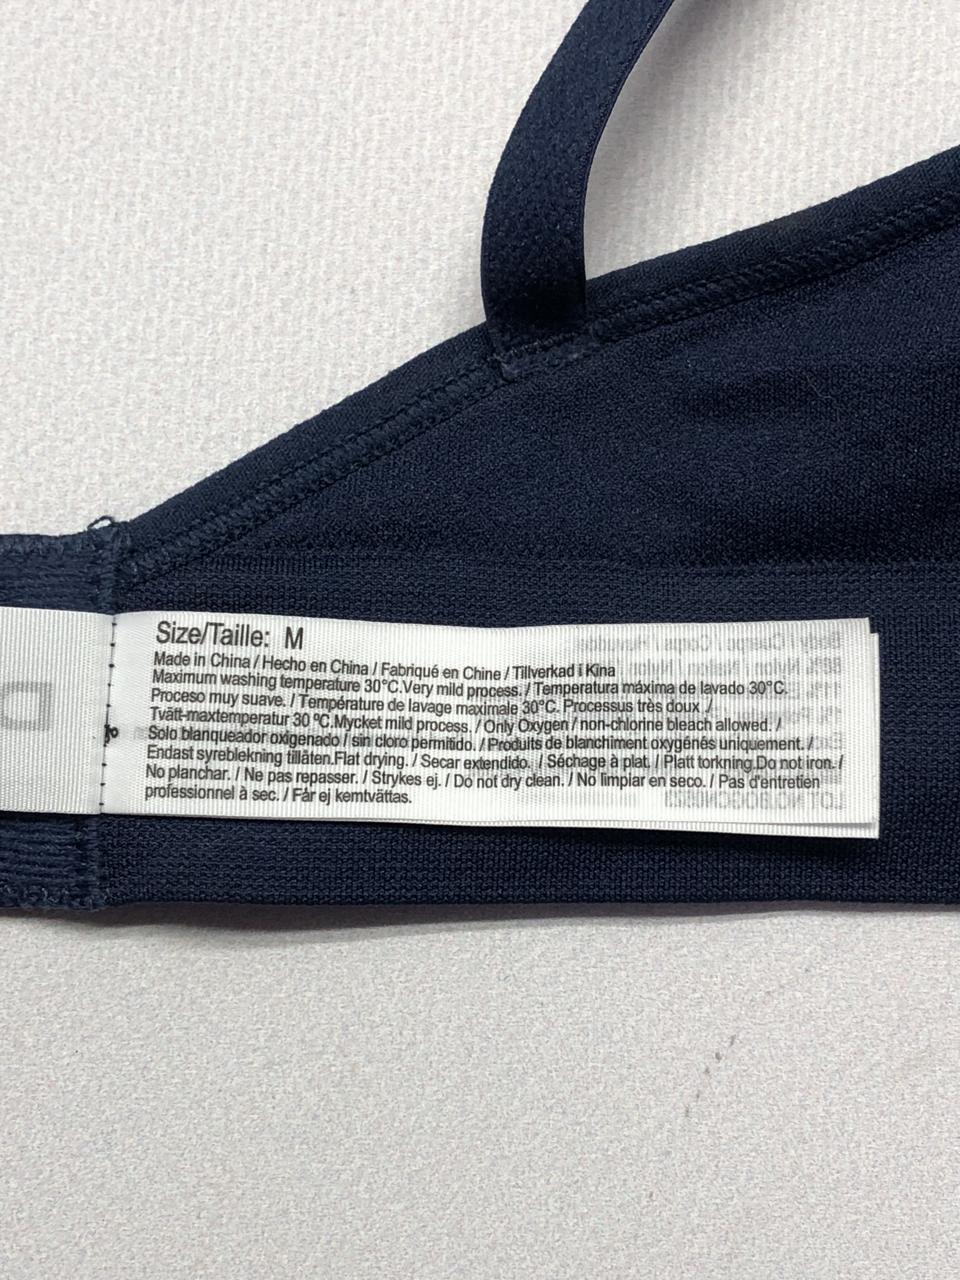 Size/Taille: M
Made in China / Hecho en China / Fabriqué en Chine / Tillverkad i Kina
Maximum washing temperature 30°C.Very mild process. / Temperatura máxima de lavado 30°C.
Proceso muy suave. / Température de lavage maximale 30°C. Processus très doux /
Tvätt-maxtemperatur 30 ºC.Mycket mild process. / Only Oxygen / non-chlorine bleach allowed. /
Solo blanqueador oxigenado / sin cloro permitido. / Produits de blanchiment oxygénés uniquement. /
Endast syreblekning tillåten.Flat drying. / Secar extendido. / Séchage à plat. / Platt torkning.Do not iron. /
No planchar. / Ne pas repasser. / Strykes ej. / Do not dry clean. / No limpiar en seco. / Pas d'entretien
professionnel à sec. / Får ej kemtvättas.